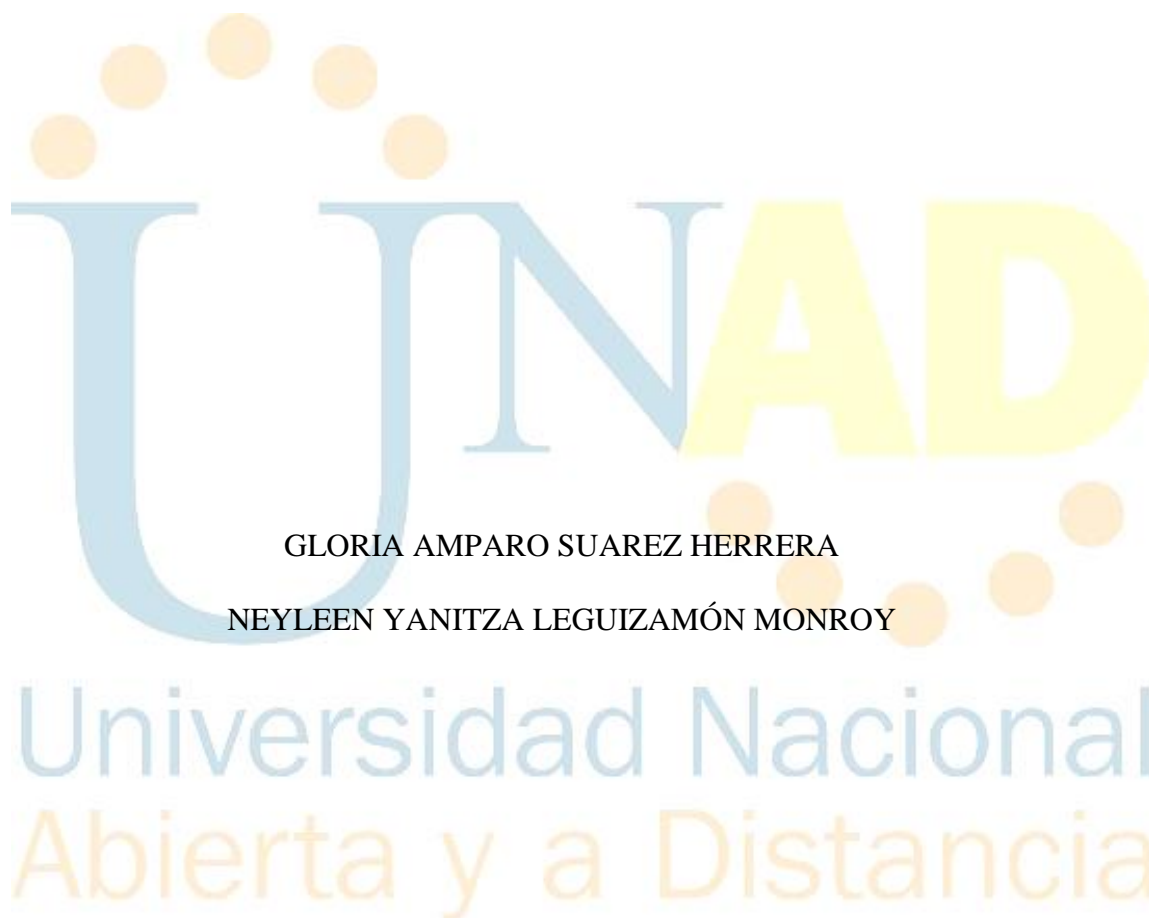 UNAD
GLORIA AMPARO SUAREZ HERRERA
NEYLEEN YANITZA LEGUIZAMÓN MONROY
Universidad Nacional
Abierta y a Distancia